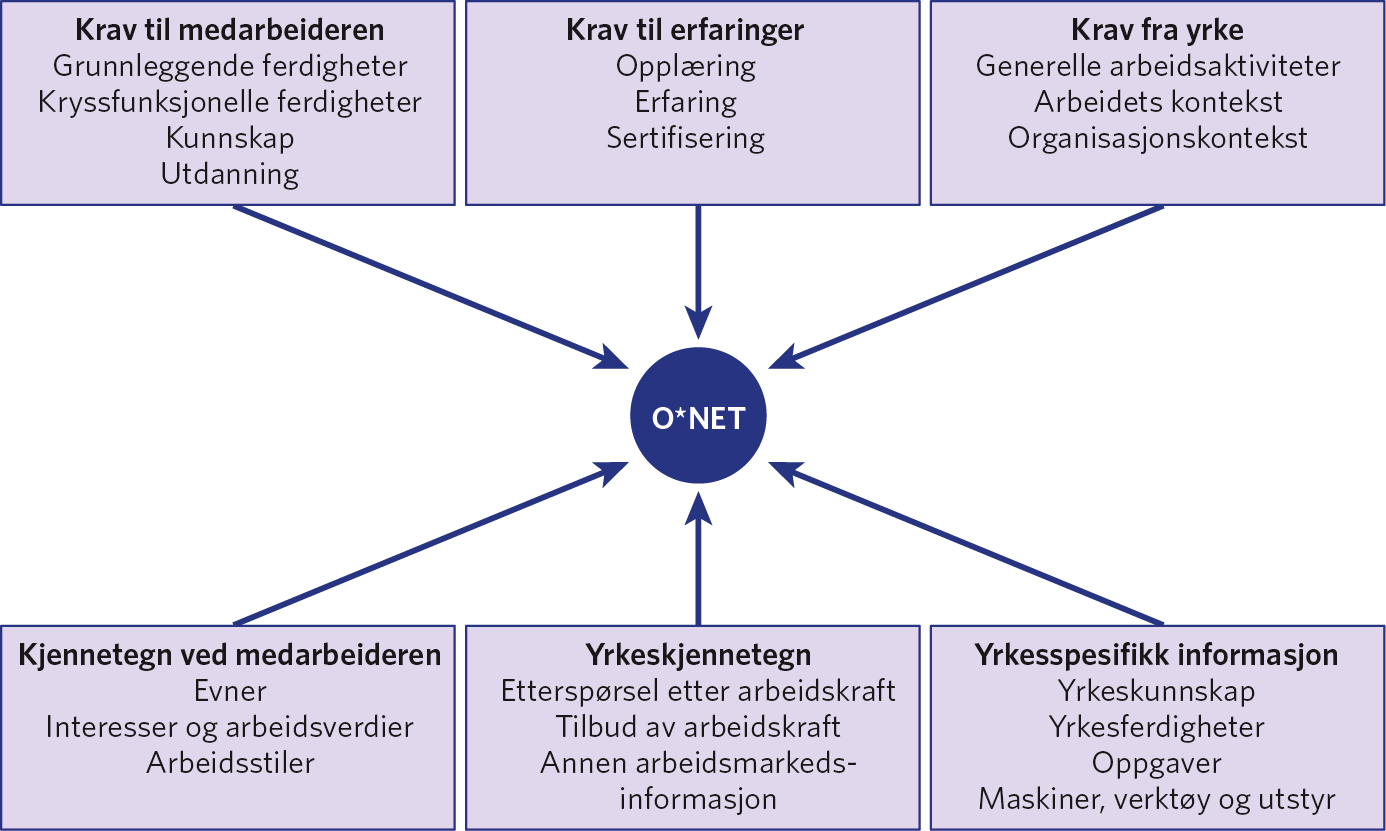 Krav til medarbeideren
Grunnleggende ferdigheter
Kryssfunksjonelle ferdigheter
Kunnskap
Utdanning
Krav til erfaringer
Opplæring
Erfaring
Sertifisering
Krav fra yrke
Generelle arbeidsaktiviteter
Arbeidets kontekst
Organisasjonskontekst
O*NET
Kjennetegn ved medarbeideren
Evner
Interesser og arbeidsverdier
Arbeidsstiler
Yrkeskjennetegn
Etterspørsel etter arbeidskraft
Tilbud av arbeidskraft
Annen arbeidsmarkeds-
informasjon
Yrkesspesifikk informasjon
Yrkeskunnskap
Yrkesferdigheter
Oppgaver
Maskiner, verktøy og utstyr